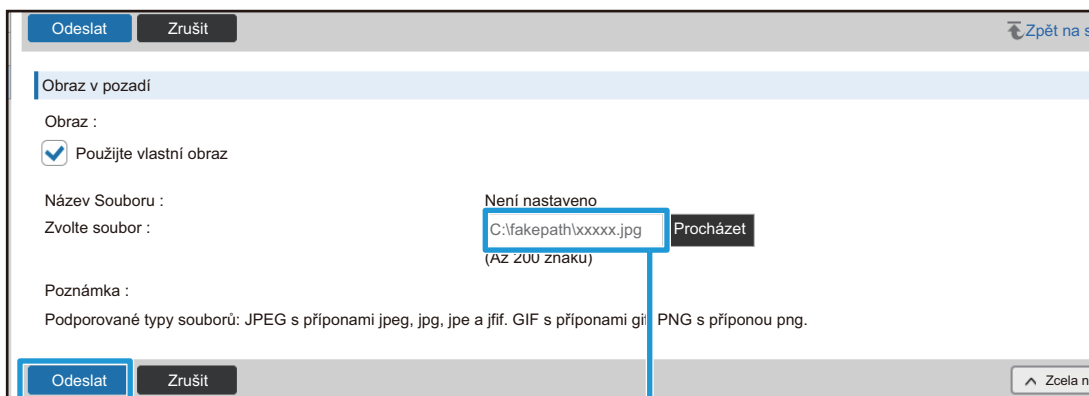 Odeslat Zrušit Zpět na s
Obraz v pozadí
Obraz :
Použijte vlastní obraz
Název Souboru : Není nastaveno
Zvolte soubor : C:\fakepath\xxxxx.jpg Procházet
(Až 200 znaků)
Poznámka :
Podporované typy souborů: JPEG s příponami jpeg, jpg, jpe a jfif. GIF s příponami gif PNG s příponou png.
Odeslat Zrušit Zcela n